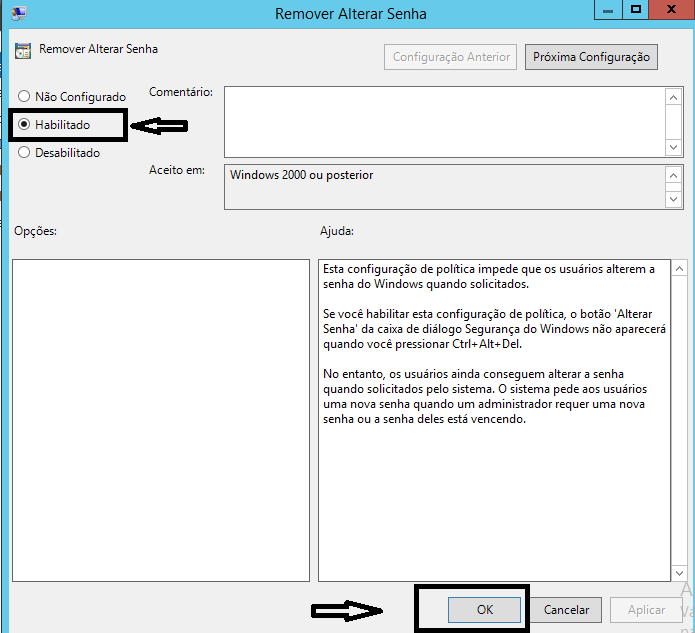 Remover Alterar Senha
Remover Alterar Senha
Configuração Anterior
Próxima Configuração
Não Configurado
Comentário:
Habilitado
Desabilitado
Aceito em:
Windows 2000 ou posterior
Opções:
Ajuda:
Esta configuração de política impede que os usuários alterem a
senha do Windows quando solicitados.
Se você habilitar esta configuração de política, o botão 'Alterar
Senha' da caixa de diálogo Segurança do Windows não aparecerá
quando você pressionar Ctrl+Alt+Del.
No entanto, os usuários ainda conseguem alterar a senha
quando solicitados pelo sistema. O sistema pede aos usuários
uma nova senha quando um administrador requer uma nova
senha ou a senha deles está vencendo.
OK
Cancelar
Aplicar